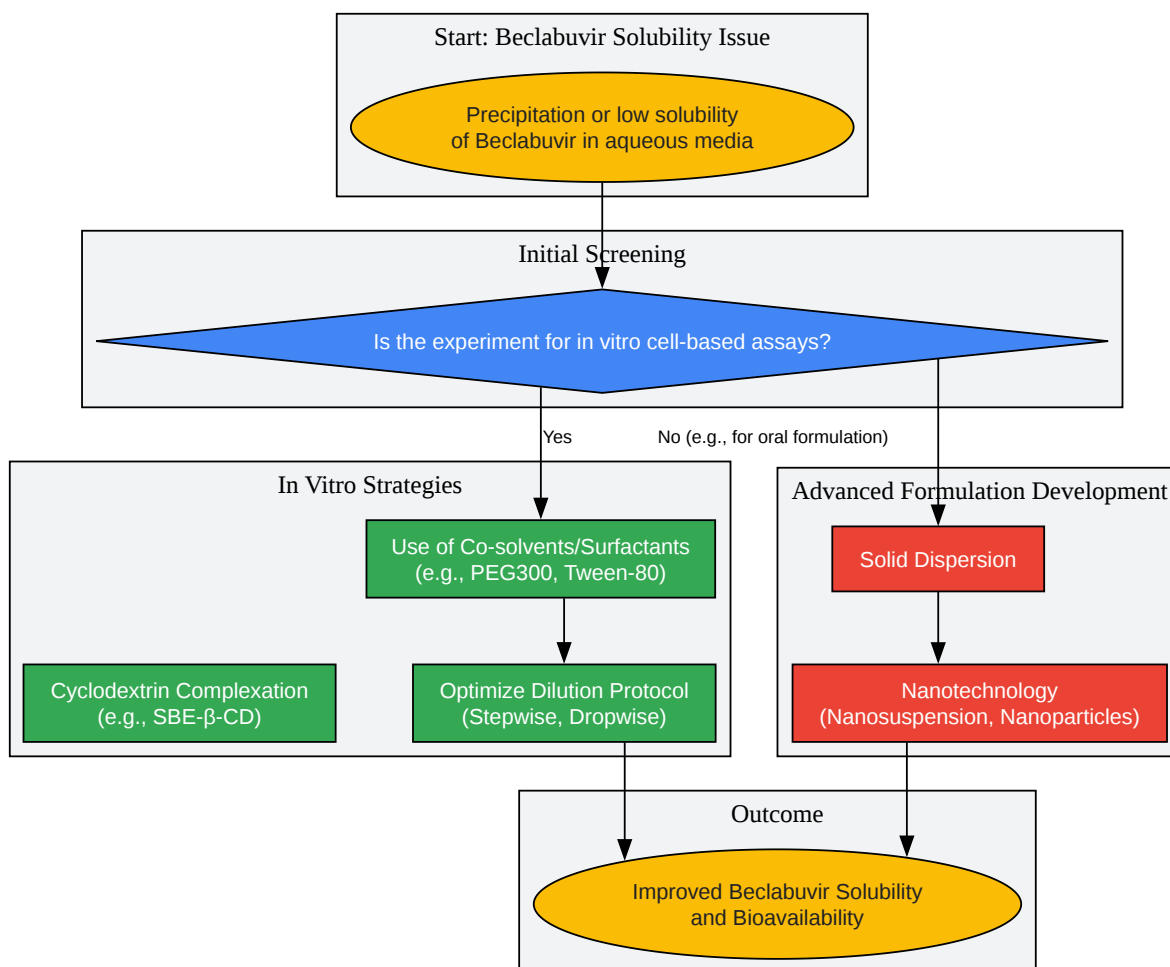 Start: Beclabuvir Solubility Issue
Precipitation or low solubility
of Beclabuvir in aqueous media
Initial Screening
Is the experiment for in vitro cell-based assays?
Yes
No (e.g., for oral formulation)
In Vitro Strategies
Use of Co-solvents/Surfactants
(e.g., PEG300, Tween-80)
Cyclodextrin Complexation
(e.g., SBE-β-CD)
Optimize Dilution Protocol
(Stepwise, Dropwise)
Advanced Formulation Development
Solid Dispersion
Nanotechnology
(Nanosuspension, Nanoparticles)
Outcome
Improved Beclabuvir Solubility
and Bioavailability